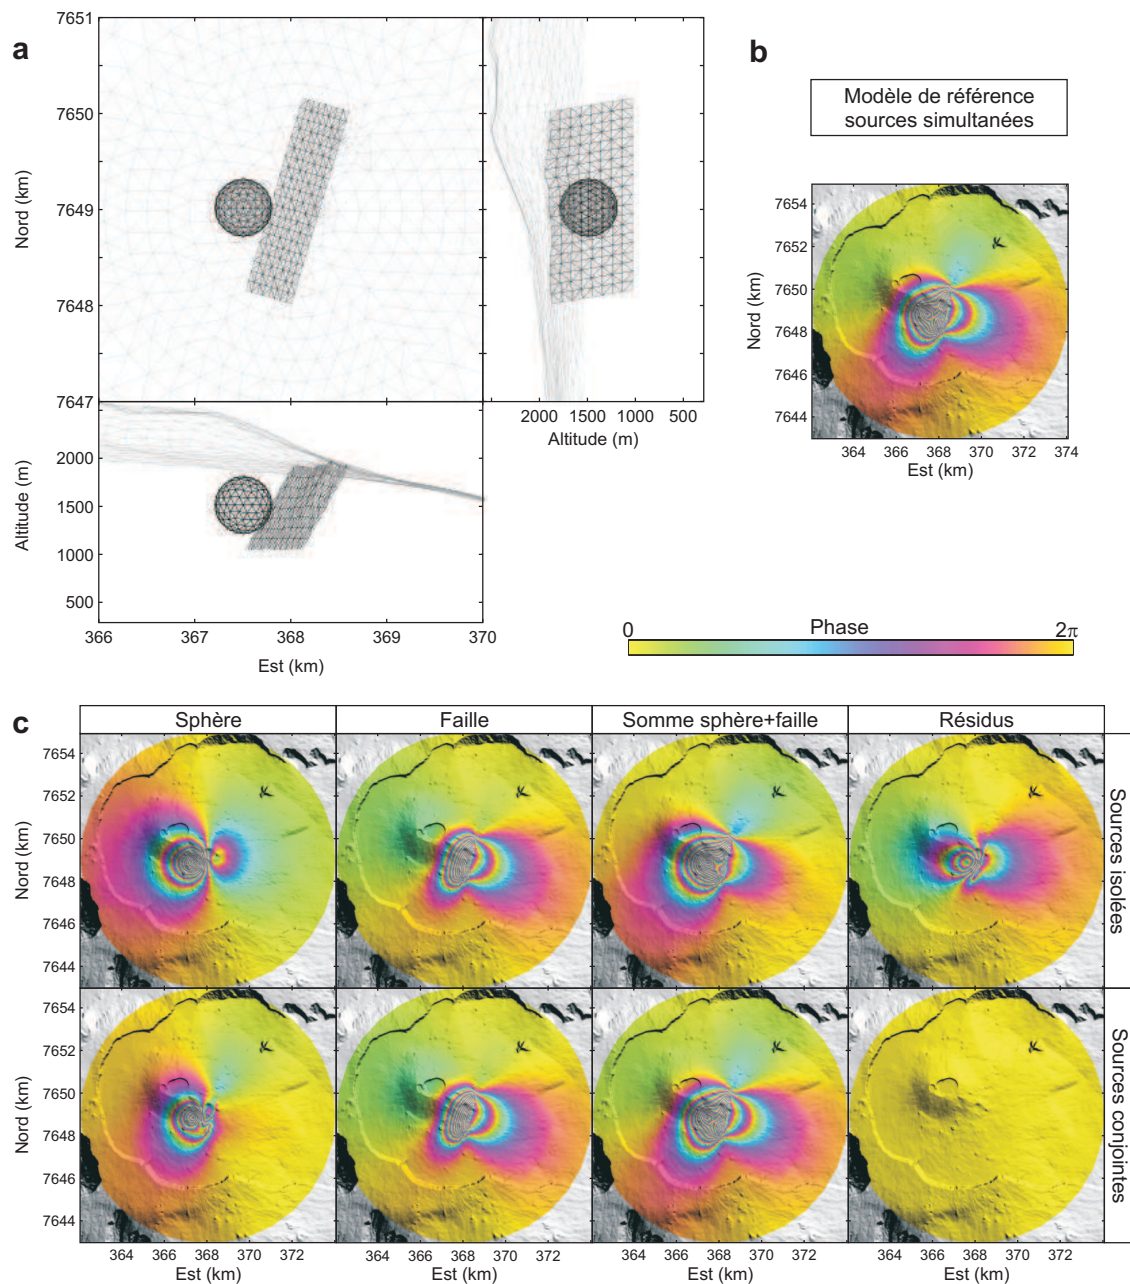 a
7651
7650
7649
7648
7647
Nord (km)
2000
1500
1000
500
Altitude (m)
2000
1500
1000
500
Altitude (m)
366
367
368
369
370
Est (km)
b
Modèle de référence
sources simultanées
7654
7652
7650
7648
7646
7644
Nord (km)
364 366 368 370 372 374
Est (km)
0 Phase 2π
c
Sphère
Faille
Somme sphère+faille
Résidus
7654
7652
7650
7648
7646
7644
Nord (km)
Sources isolées
7654
7652
7650
7648
7646
7644
Nord (km)
Sources conjointes
364 366 368 370 372
Est (km)
364 366 368 370 372
Est (km)
364 366 368 370 372
Est (km)
364 366 368 370 372
Est (km)